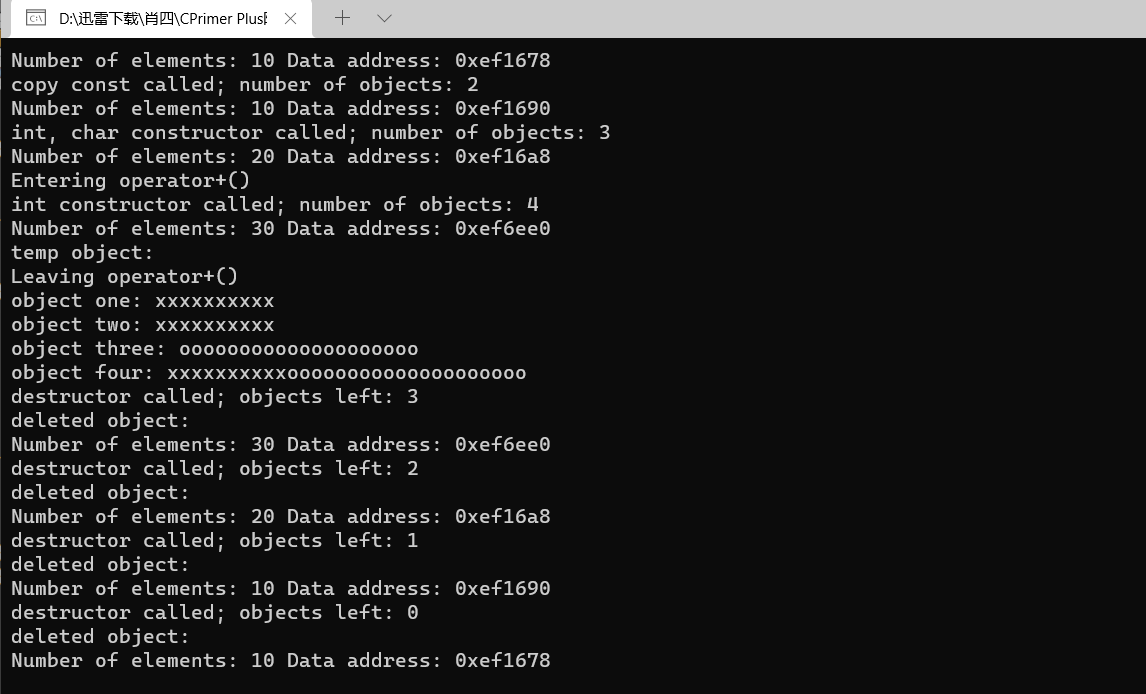 D:\迅雷下载\肖四\CPrimer Plus
Number of elements: 10 Data address: 0xef1678
copy const called; number of objects: 2
Number of elements: 10 Data address: 0xef1690
int, char constructor called; number of objects: 3
Number of elements: 20 Data address: 0xef16a8
Entering operator+()
int constructor called; number of objects: 4
Number of elements: 30 Data address: 0xef6ee0
temp object:
Leaving operator+()
object one: xxxxxxxxxx
object two: xxxxxxxxxx
object three: oooooooooooooooooooo
object four: xxxxxxxxxxoooooooooooooooooooo
destructor called; objects left: 3
deleted object:
Number of elements: 30 Data address: 0xef6ee0
destructor called; objects left: 2
deleted object:
Number of elements: 20 Data address: 0xef16a8
destructor called; objects left: 1
deleted object:
Number of elements: 10 Data address: 0xef1690
destructor called; objects left: 0
deleted object:
Number of elements: 10 Data address: 0xef1678